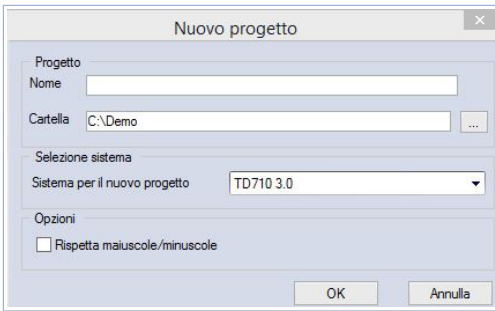 Nuovo progetto
Progetto
Nome
Cartella C:\Demo ...
Selezione sistema
Sistema per il nuovo progetto TD710 3.0
Opzioni
Rispetta maiuscole/minuscole
OK Annulla